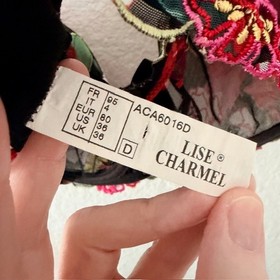 FR 95
IT 4
EUR 80
US 36
UK 36
D
ACA6016D
LISE®
CHARMEL